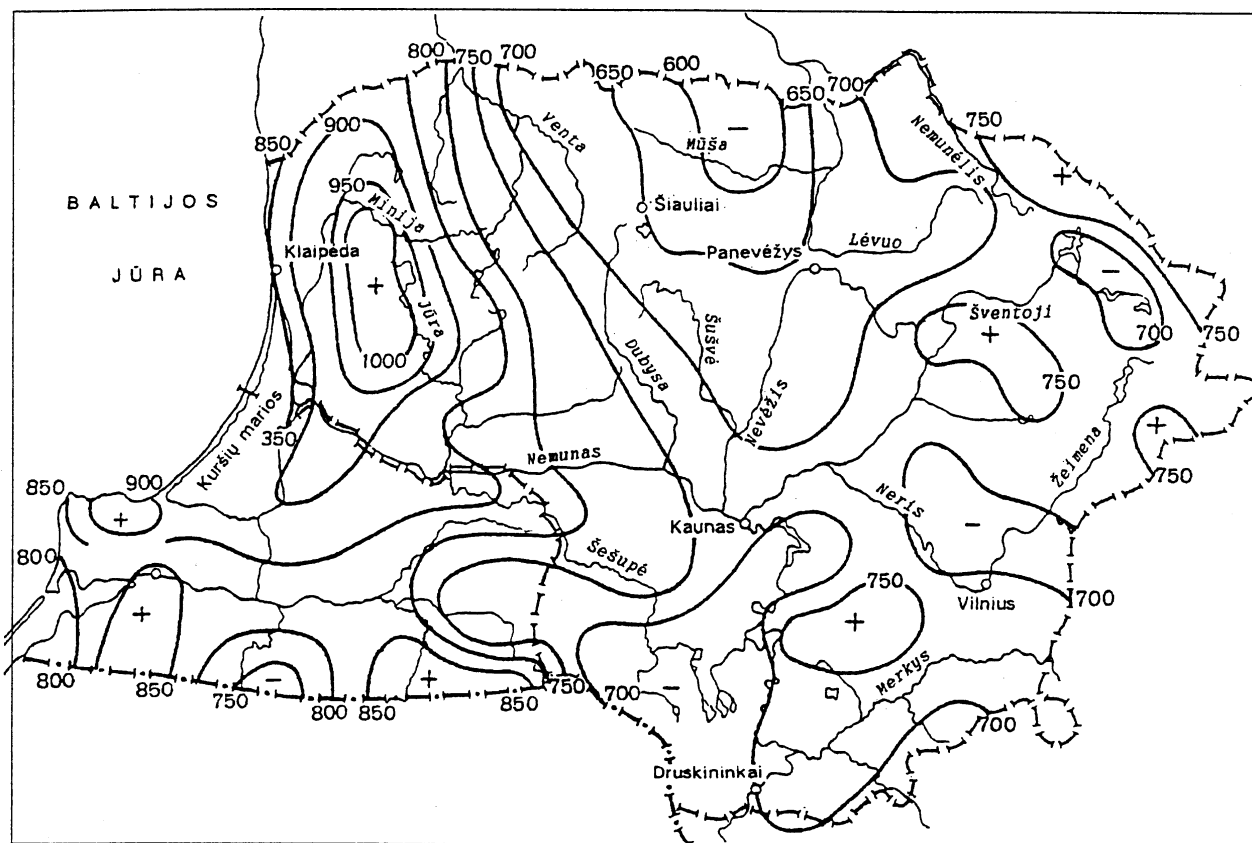 800 750 700
650 600 650 700
850 900 750
Venta
Mūša
Nemunėlis
+
−
950
BALTIJOS
Minija
Šiauliai
JŪRA
Klaipėda
Panevėžys
Lėvuo
+
−
Jūra
Šventoji
+
700 750
1000
Dubysa
Šušvė
Nevėžis
750
Kuršių marios
350
Žeimena
+
750
Nemunas
850 900
+
Neris
−
Kaunas
800
Šešupė
750
Vilnius
700
+
+
Merkys
800 850 750 − 800 850 + 850 750 700 −
700
Druskininkai